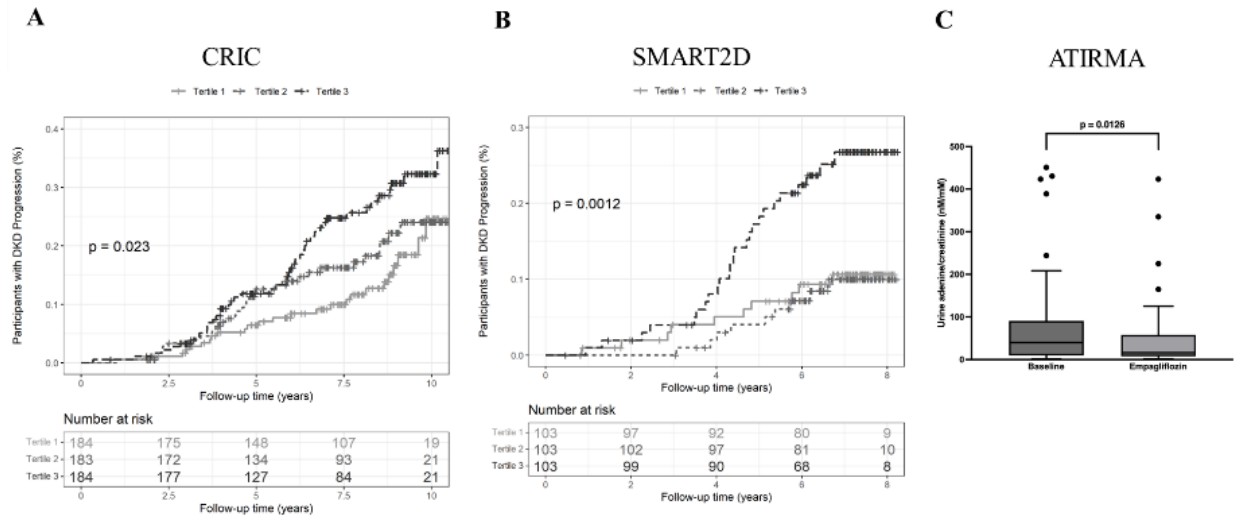 A
CRIC
Tertile 1 Tertile 2 Tertile 3
Participants with DKD Progression (%)
0.4
0.3
0.2
0.1
0.0
p = 0.023
0 2.5 5 7.5 10
Follow-up time (years)
Number at risk
Tertile 1 184 175 148 107 19
Tertile 2 183 172 134 93 21
Tertile 3 184 177 127 84 21
0 2.5 5 7.5 10
Follow-up time (years)
B
SMART2D
Tertile 1 Tertile 2 Tertile 3
Participants with DKD Progression (%)
0.3
0.2
0.1
0.0
p = 0.0012
0 2 4 6 8
Follow-up time (years)
Number at risk
Tertile 1 103 97 92 80 9
Tertile 2 103 102 97 81 10
Tertile 3 103 99 90 68 8
0 2 4 6 8
Follow-up time (years)
C
ATIRMA
p = 0.0126
Urine adenine/creatinine (nM/mM)
500
400
300
200
100
0
Baseline Empagliflozin